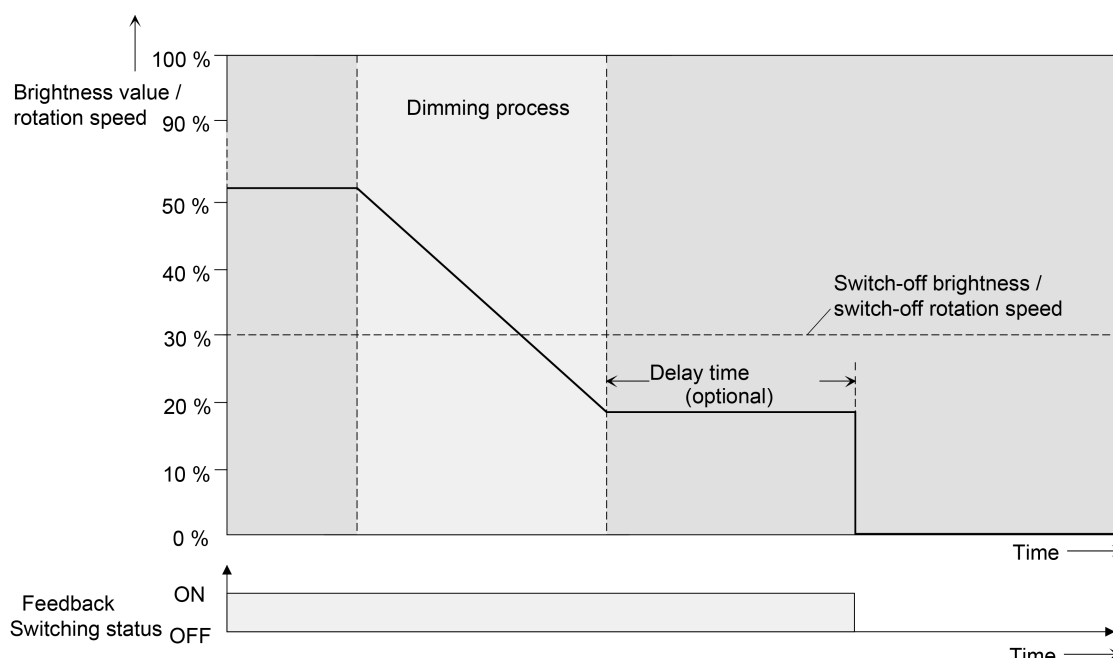 100 %
Brightness value /
rotation speed
90 %
Dimming process
50 %
40 %
Switch-off brightness /
switch-off rotation speed
30 %
Delay time
(optional)
20 %
10 %
0 %
Time
ON
Feedback
Switching status
OFF
Time